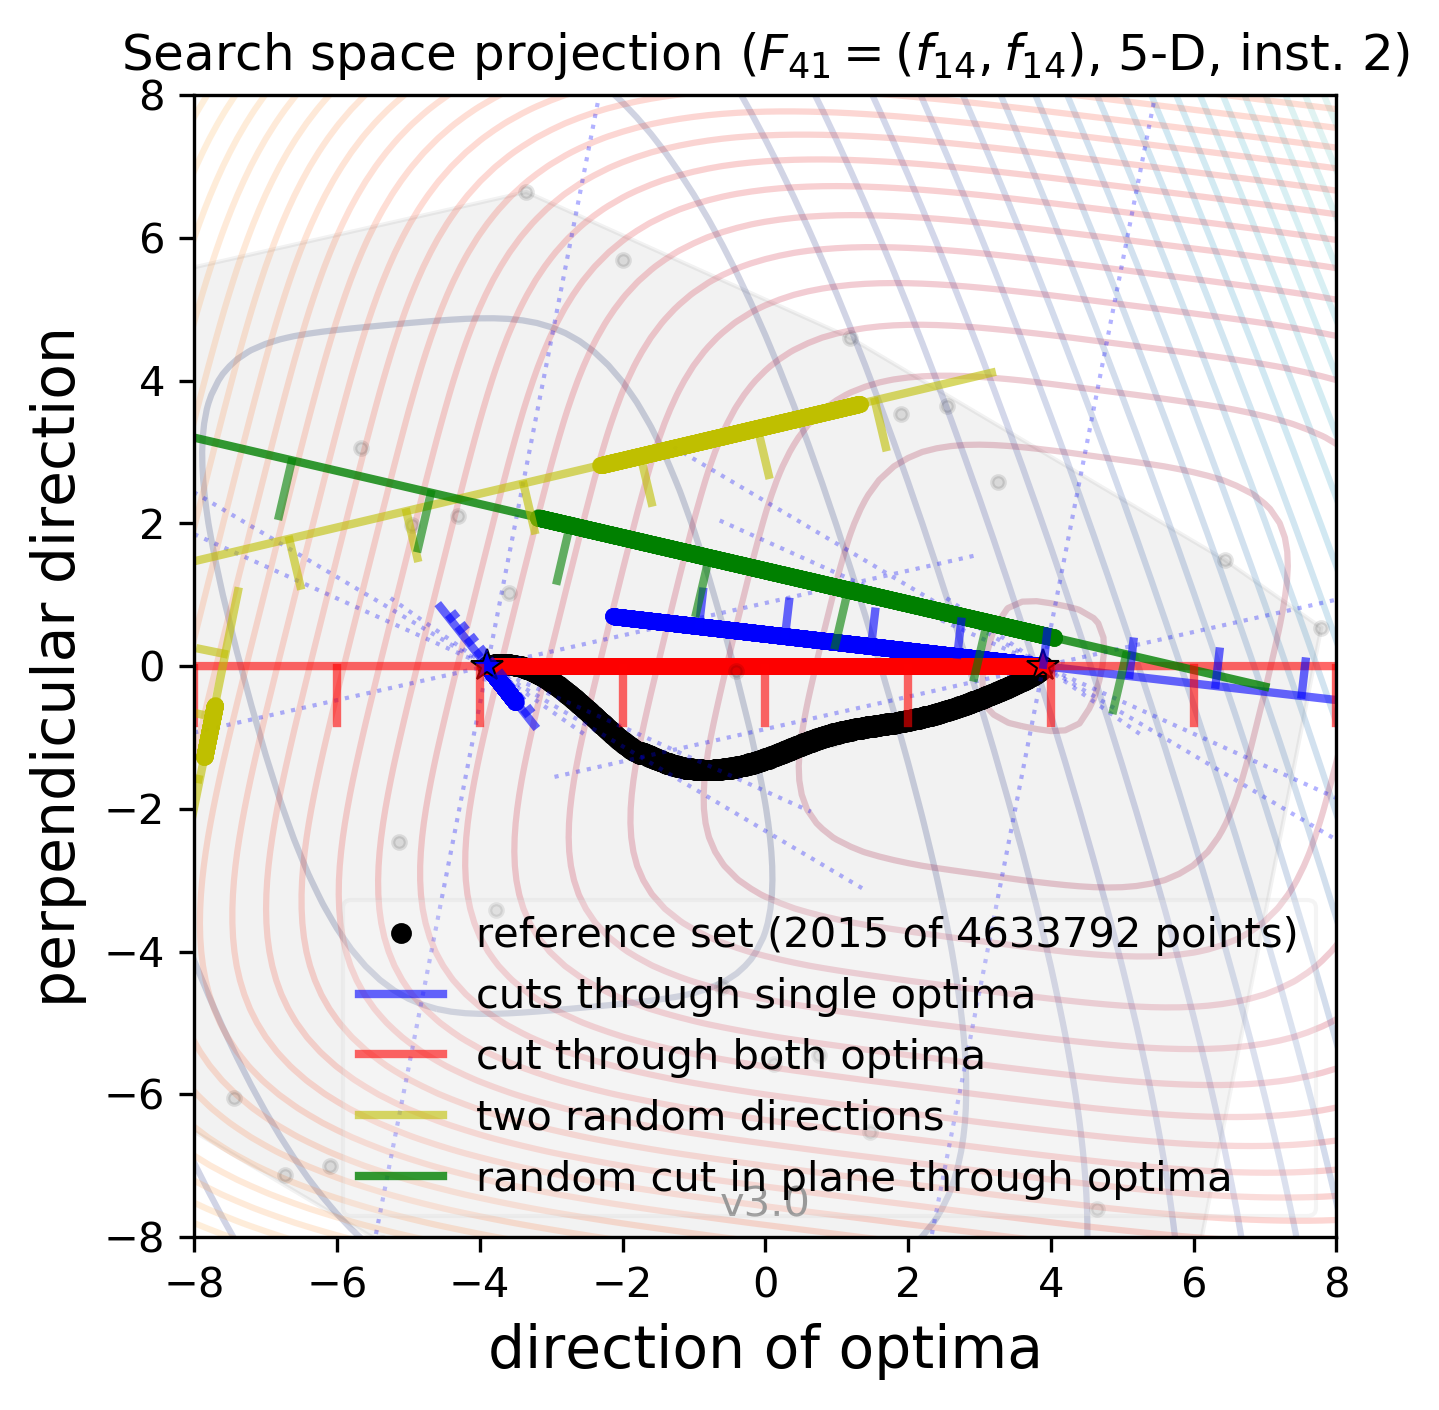 Search space projection (F41 = (f14, f14), 5-D, inst. 2)
8
6
4
2
0
−2
−4
−6
−8
perpendicular direction
reference set (2015 of 4633792 points)
cuts through single optima
cut through both optima
two random directions
random cut in plane through optima
v3.0
−8 −6 −4 −2 0 2 4 6 8
direction of optima